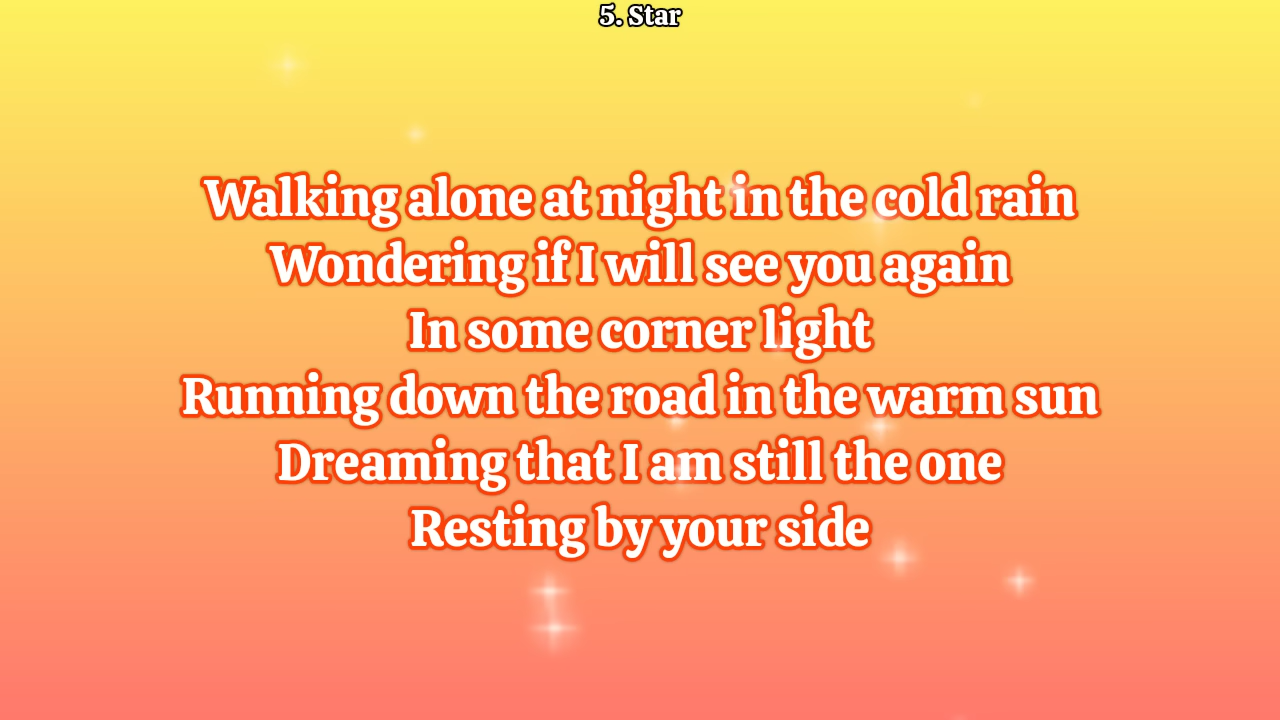 5. Star
Walking alone at night in the cold rain
Wondering if I will see you again
In some corner light
Running down the road in the warm sun
Dreaming that I am still the one
Resting by your side